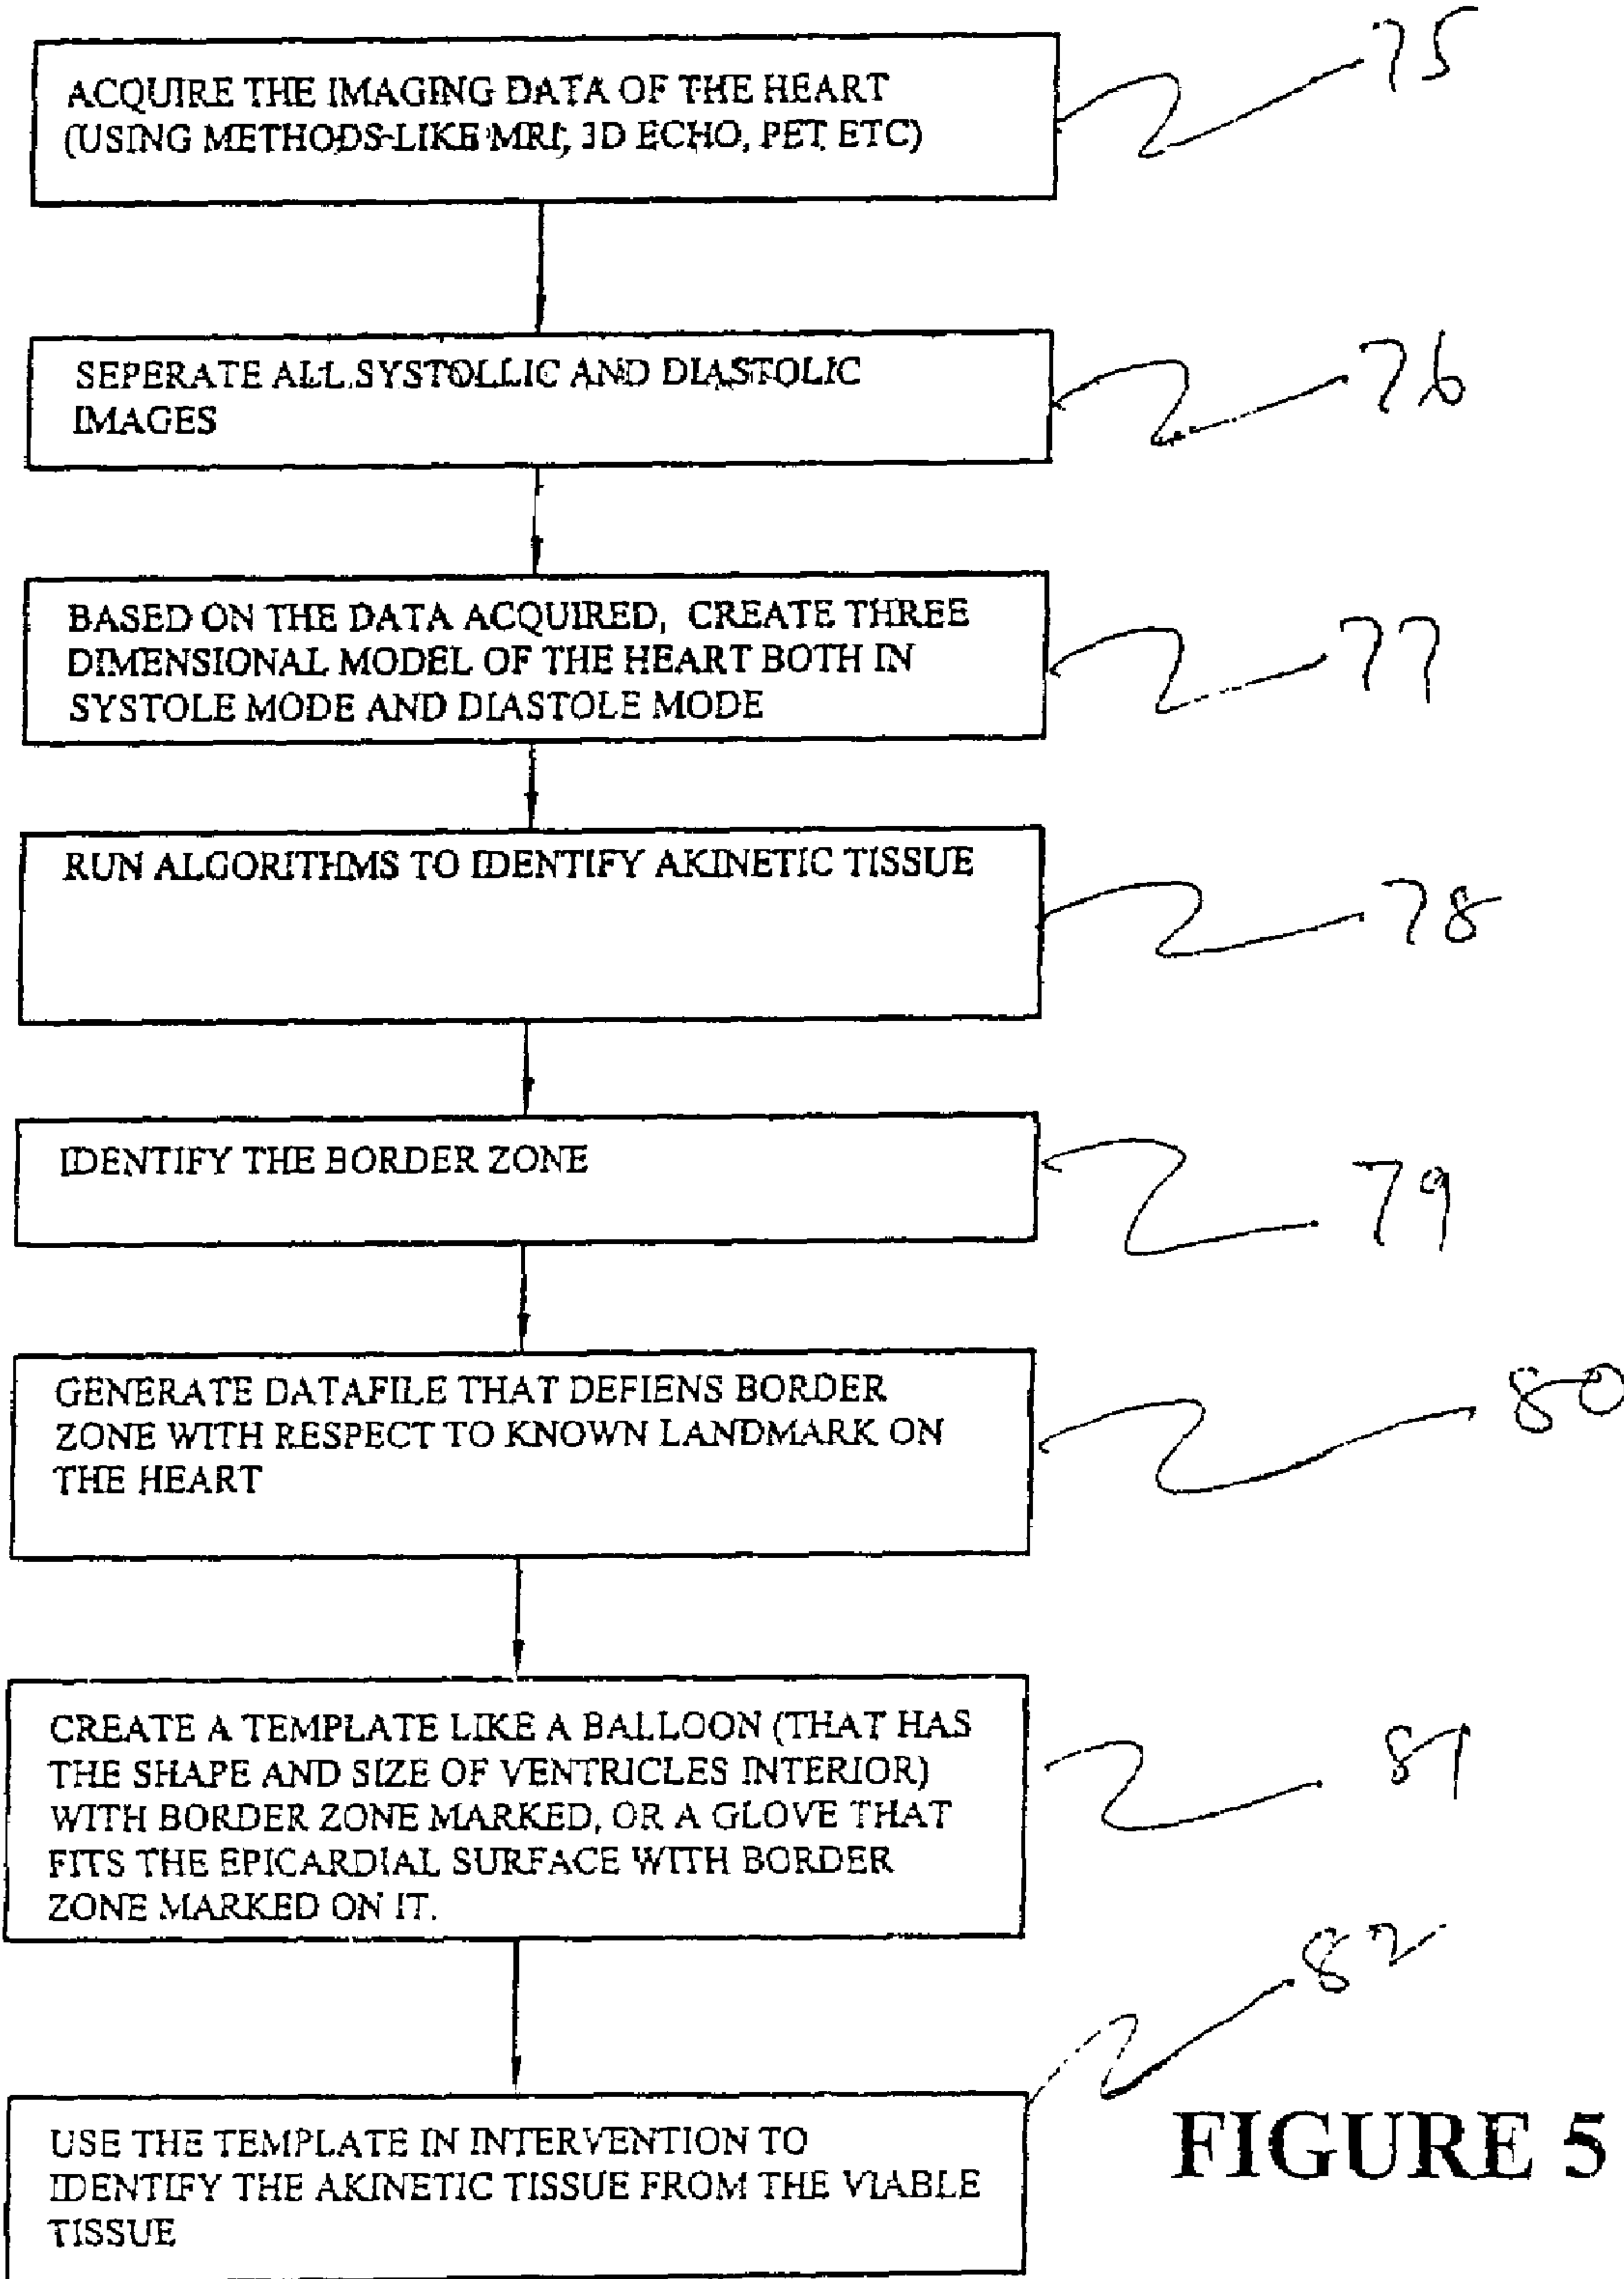 ACQUIRE THE IMAGING DATA OF THE HEART
(USING METHODS-LIKE MRI, 3D ECHO, PET ETC)
75
SEPERATE ALL SYSTOLLIC AND DIASTOLIC
IMAGES
76
BASED ON THE DATA ACQUIRED, CREATE THREE
DIMENSIONAL MODEL OF THE HEART BOTH IN
SYSTOLE MODE AND DIASTOLE MODE
77
RUN ALGORITHMS TO IDENTIFY AKINETIC TISSUE
78
IDENTIFY THE BORDER ZONE
79
GENERATE DATAFILE THAT DEFIENS BORDER
ZONE WITH RESPECT TO KNOWN LANDMARK ON
THE HEART
80
CREATE A TEMPLATE LIKE A BALLOON (THAT HAS
THE SHAPE AND SIZE OF VENTRICLES INTERIOR)
WITH BORDER ZONE MARKED, OR A GLOVE THAT
FITS THE EPICARDIAL SURFACE WITH BORDER
ZONE MARKED ON IT.
81
USE THE TEMPLATE IN INTERVENTION TO
IDENTIFY THE AKINETIC TISSUE FROM THE VIABLE
TISSUE
82
FIGURE 5